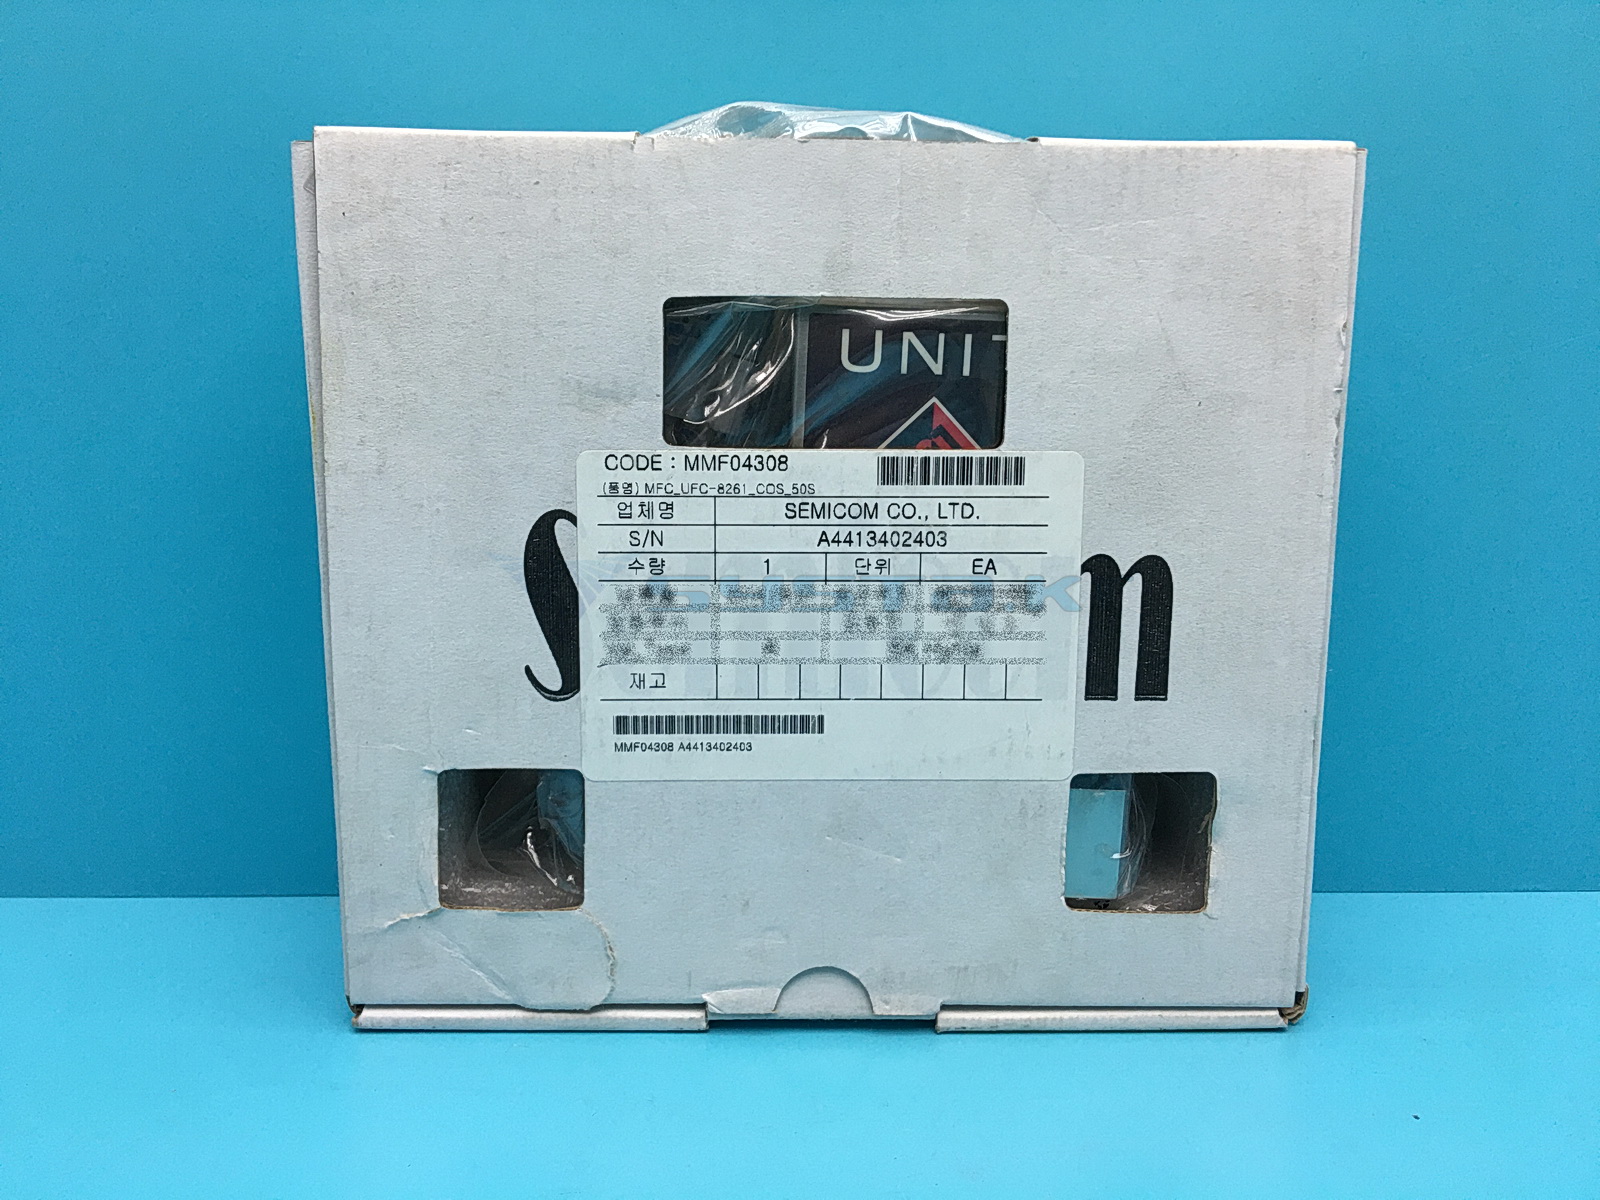 UNIT
CODE : MMF04308
(품명) MFC_UFC-8261_COS_50S
업체명 SEMICOM CO., LTD.
S/N A4413402403
수량 1 단위 EA
재고
MMF04308 A4413402403